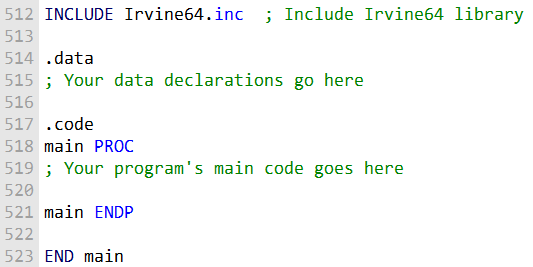 512 INCLUDE Irvine64.inc  ; Include Irvine64 library
513
514 .data
515 ; Your data declarations go here
516
517 .code
518 main PROC
519 ; Your program's main code goes here
520
521 main ENDP
522
523 END main